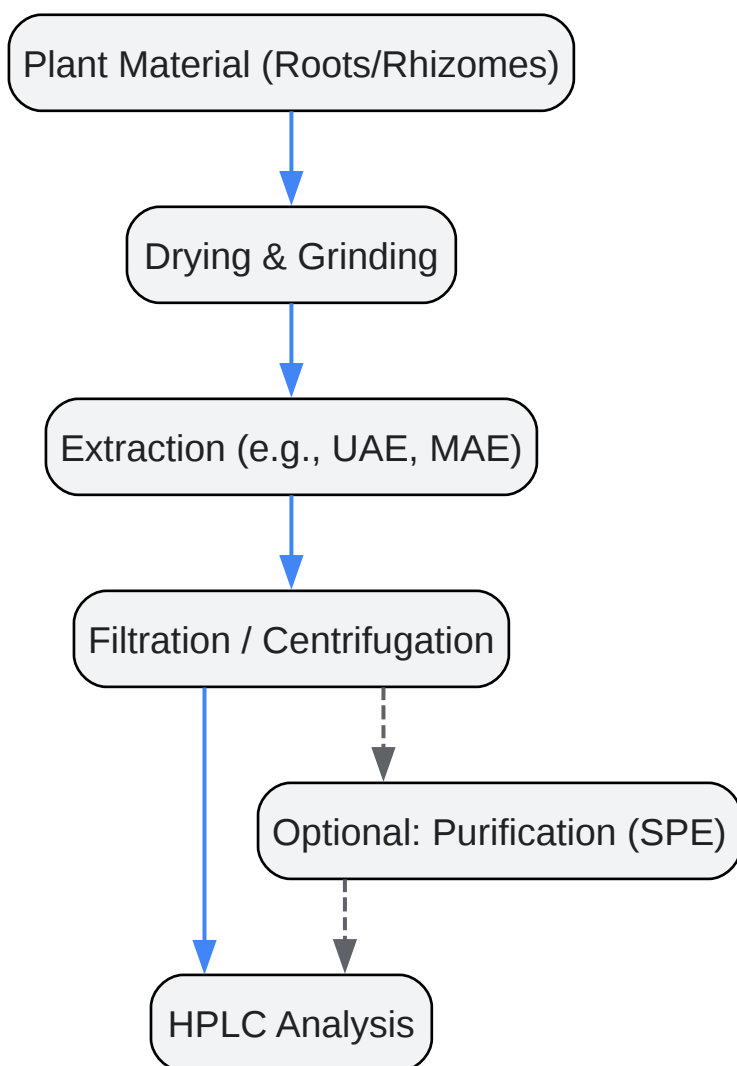 Plant Material (Roots/Rhizomes)
Drying & Grinding
Extraction (e.g., UAE, MAE)
Filtration / Centrifugation
Optional: Purification (SPE)
HPLC Analysis